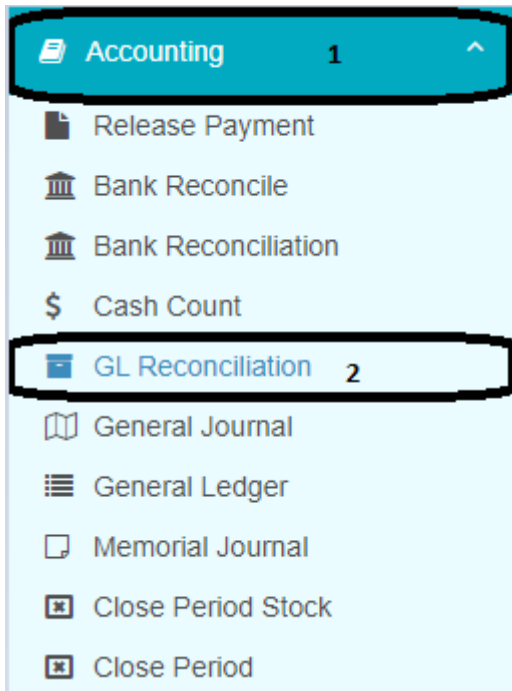 Accounting 1
Release Payment
Bank Reconcile
Bank Reconciliation
$ Cash Count
GL Reconciliation 2
General Journal
General Ledger
Memorial Journal
Close Period Stock
Close Period